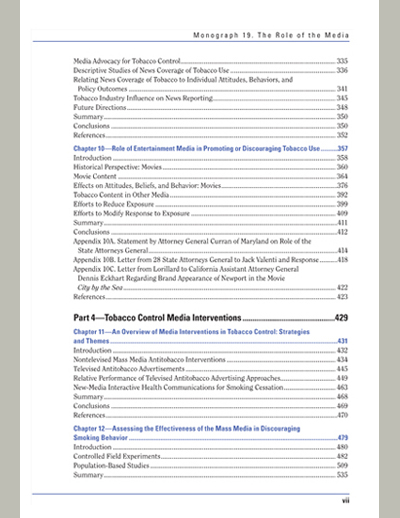 Monograph 19. The Role of the Media
Media Advocacy for Tobacco Control 335
Descriptive Studies of News Coverage of Tobacco Use 336
Relating News Coverage of Tobacco to Individual Attitudes, Behaviors, and
Policy Outcomes 341
Tobacco Industry Influence on News Reporting 345
Future Directions 348
Summary 350
Conclusions 350
References 352
Chapter 10—Role of Entertainment Media in Promoting or Discouraging Tobacco Use 357
Introduction 358
Historical Perspective: Movies 360
Movie Content 364
Effects on Attitudes, Beliefs, and Behavior: Movies 376
Tobacco Content in Other Media 392
Efforts to Reduce Exposure 399
Efforts to Modify Response to Exposure 409
Summary 411
Conclusions 412
Appendix 10A. Statement by Attorney General Curran of Maryland on Role of the
State Attorneys General 414
Appendix 10B. Letter from 28 State Attorneys General to Jack Valenti and Response 418
Appendix 10C. Letter from Lorillard to California Assistant Attorney General
Dennis Eckhart Regarding Brand Appearance of Newport in the Movie
City by the Sea 422
References 423
Part 4—Tobacco Control Media Interventions 429
Chapter 11—An Overview of Media Interventions in Tobacco Control: Strategies
and Themes 431
Introduction 432
Nontelevised Mass Media Antitobacco Interventions 434
Televised Antitobacco Advertisements 445
Relative Performance of Televised Antitobacco Advertising Approaches 449
New-Media Interactive Health Communications for Smoking Cessation 463
Summary 468
Conclusions 469
References 470
Chapter 12—Assessing the Effectiveness of the Mass Media in Discouraging
Smoking Behavior 479
Introduction 480
Controlled Field Experiments 482
Population-Based Studies 509
Summary 535
vii